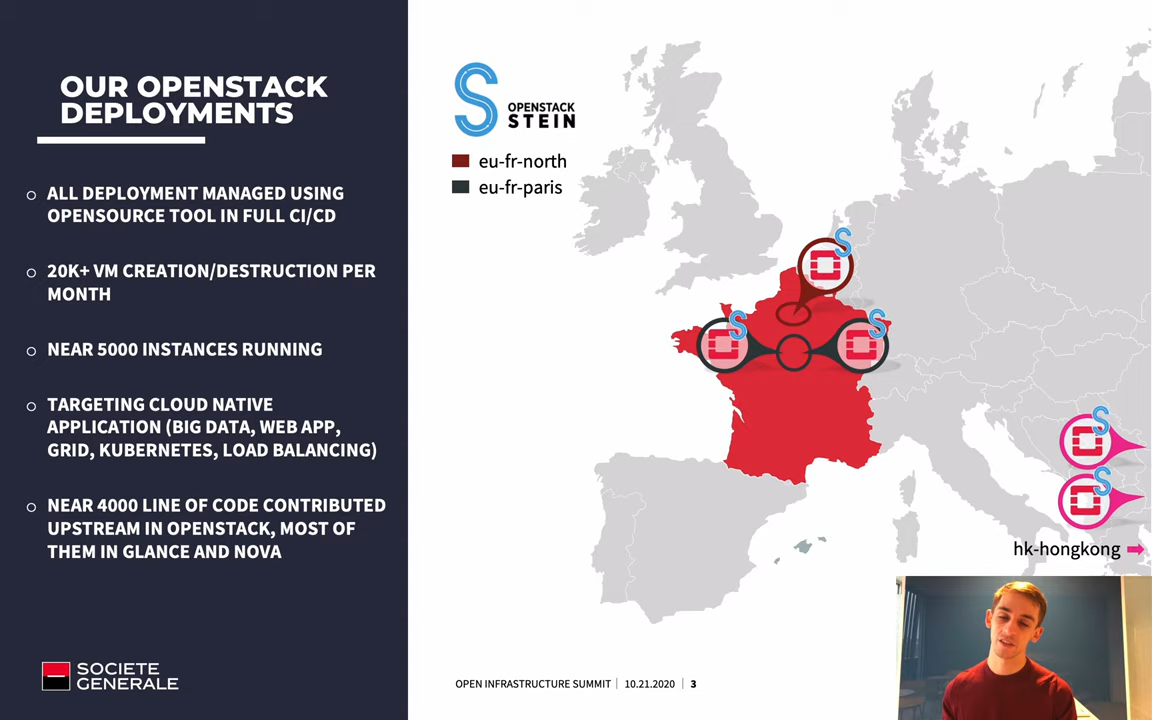 OUR OPENSTACK
DEPLOYMENTS
ALL DEPLOYMENT MANAGED USING
OPENSOURCE TOOL IN FULL CI/CD
20K+ VM CREATION/DESTRUCTION PER
MONTH
NEAR 5000 INSTANCES RUNNING
TARGETING CLOUD NATIVE
APPLICATION (BIG DATA, WEB APP,
GRID, KUBERNETES, LOAD BALANCING)
NEAR 4000 LINE OF CODE CONTRIBUTED
UPSTREAM IN OPENSTACK, MOST OF
THEM IN GLANCE AND NOVA
SOCIETE
GENERALE
OPENSTACK
STEIN
eu-fr-north
eu-fr-paris
hk-hongkong
OPEN INFRASTRUCTURE SUMMIT | 10.21.2020 | 3